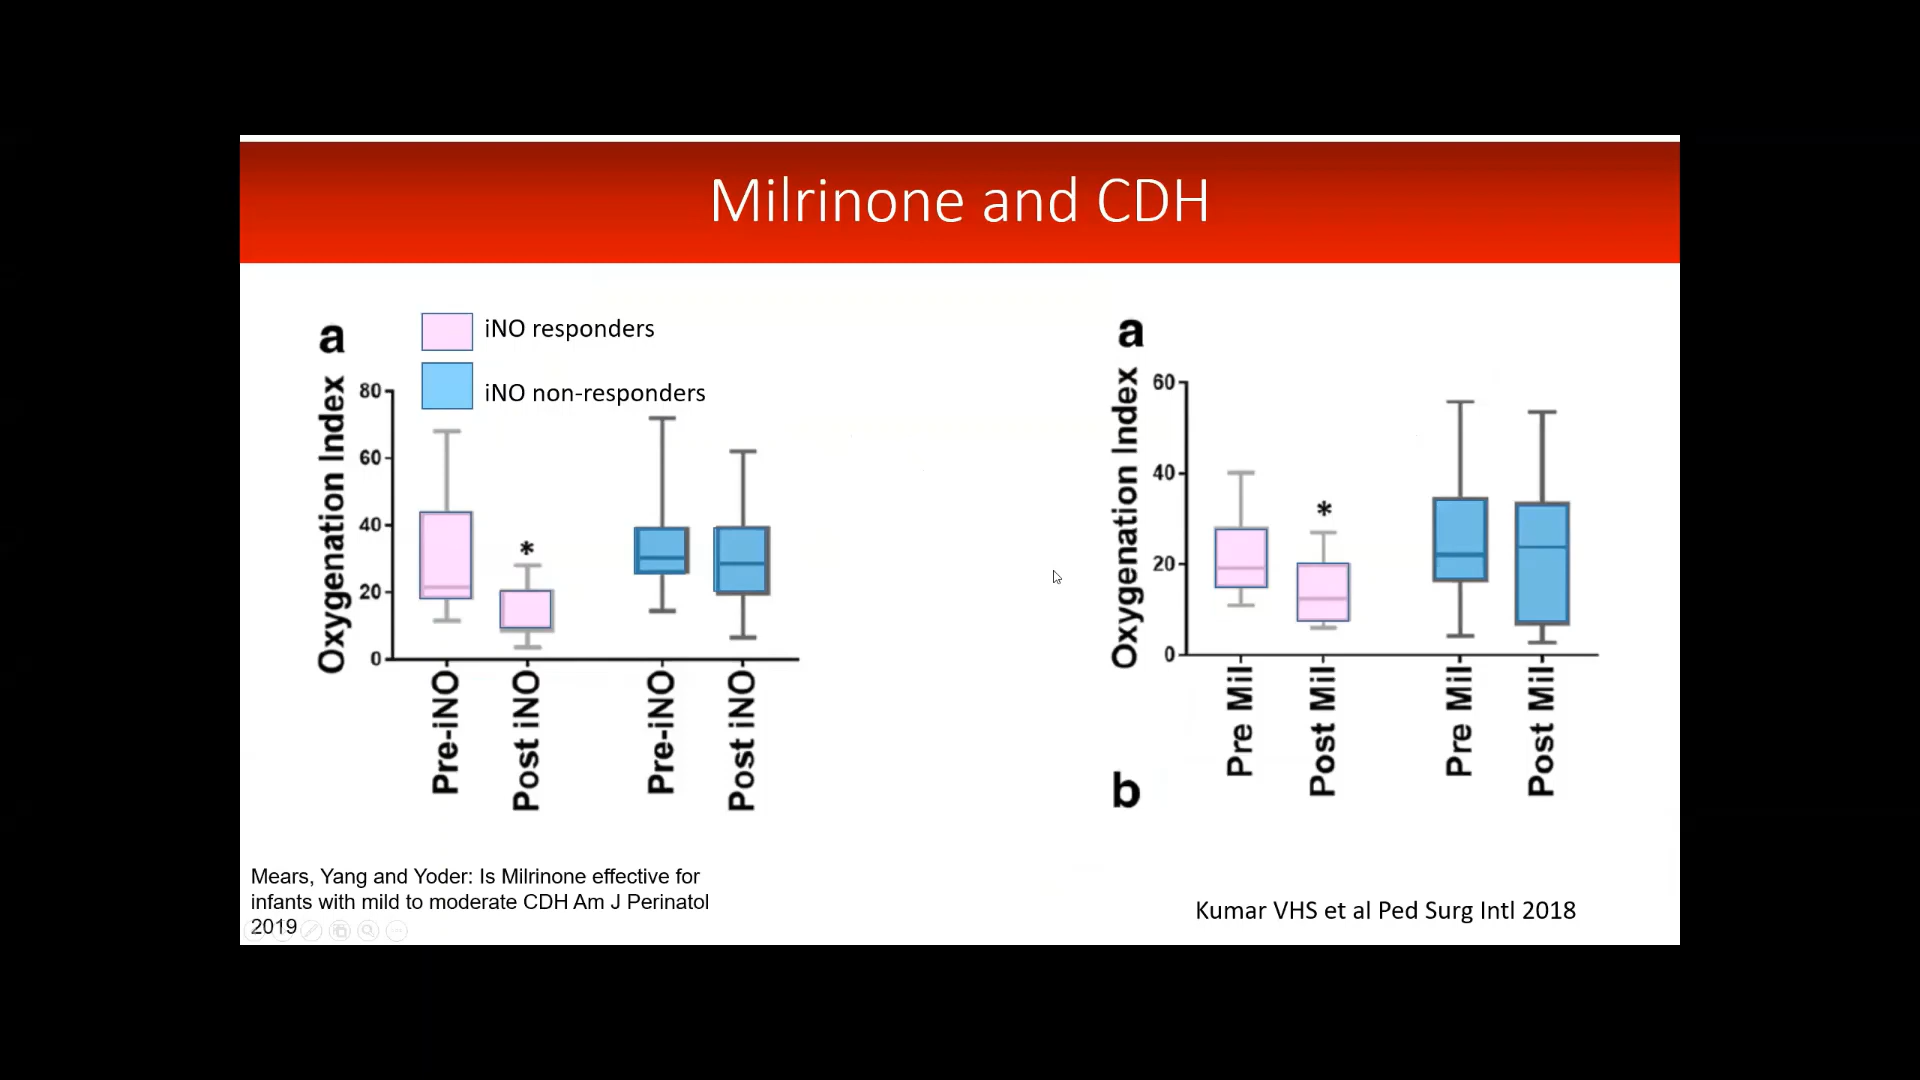 Milrinone and CDH
a
iNO responders
iNO non-responders
Oxygenation Index
80
60
40
20
0
Pre-iNO
Post iNO
Pre-iNO
Post iNO
a
Oxygenation Index
60
40
20
0
Pre Mil
Post Mil
Pre Mil
Post Mil
b
Mears, Yang and Yoder: Is Milrinone effective for
infants with mild to moderate CDH Am J Perinatol
2019
Kumar VHS et al Ped Surg Intl 2018